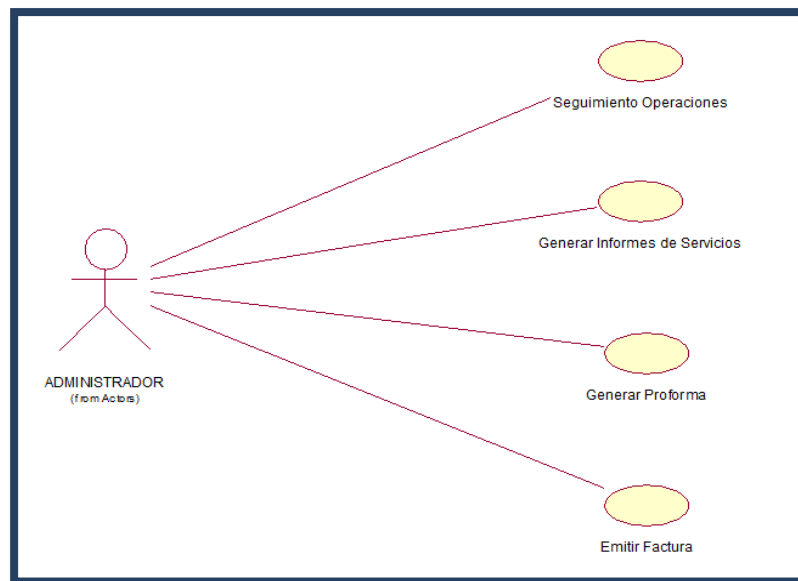 Seguimiento Operaciones
Generar Informes de Servicios
ADMINISTRADOR
(from Actors)
Generar Proforma
Emitir Factura